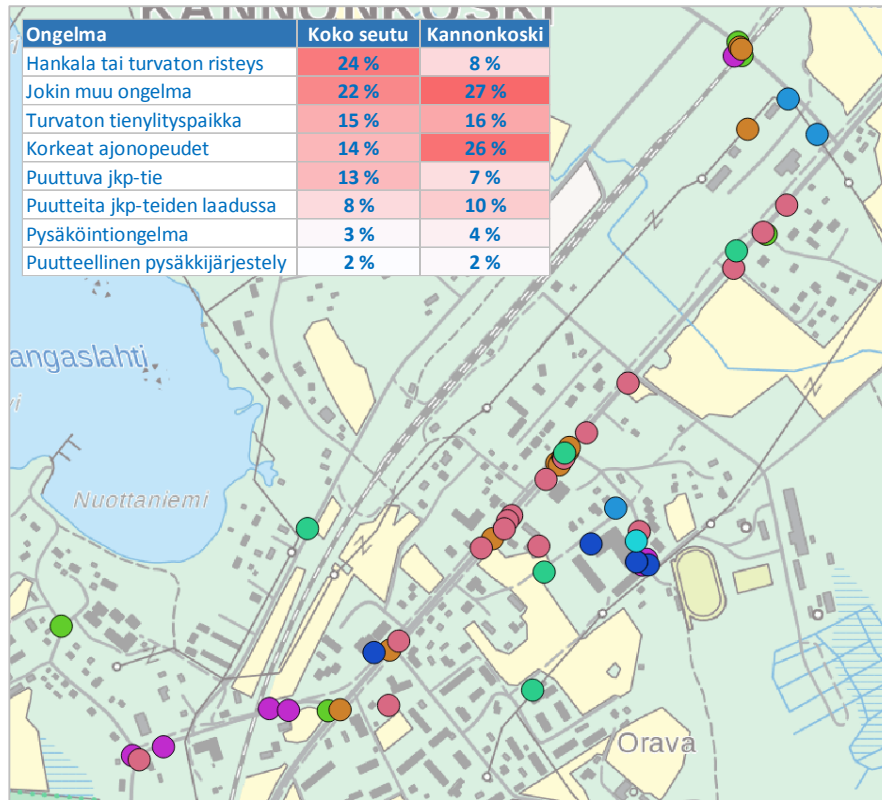 KANNONKOSKI
Ongelma Koko seutu Kannonkoski
Hankala tai turvaton risteys 24 % 8 %
Jokin muu ongelma 22 % 27 %
Turvaton tienylityspaikka 15 % 16 %
Korkeat ajonopeudet 14 % 26 %
Puuttuva jkp-tie 13 % 7 %
Puutteita jkp-teiden laadussa 8 % 10 %
Pysäköintiongelma 3 % 4 %
Puutteellinen pysäkkijärjestely 2 % 2 %
angaslahti
Nuottaniemi
Orava